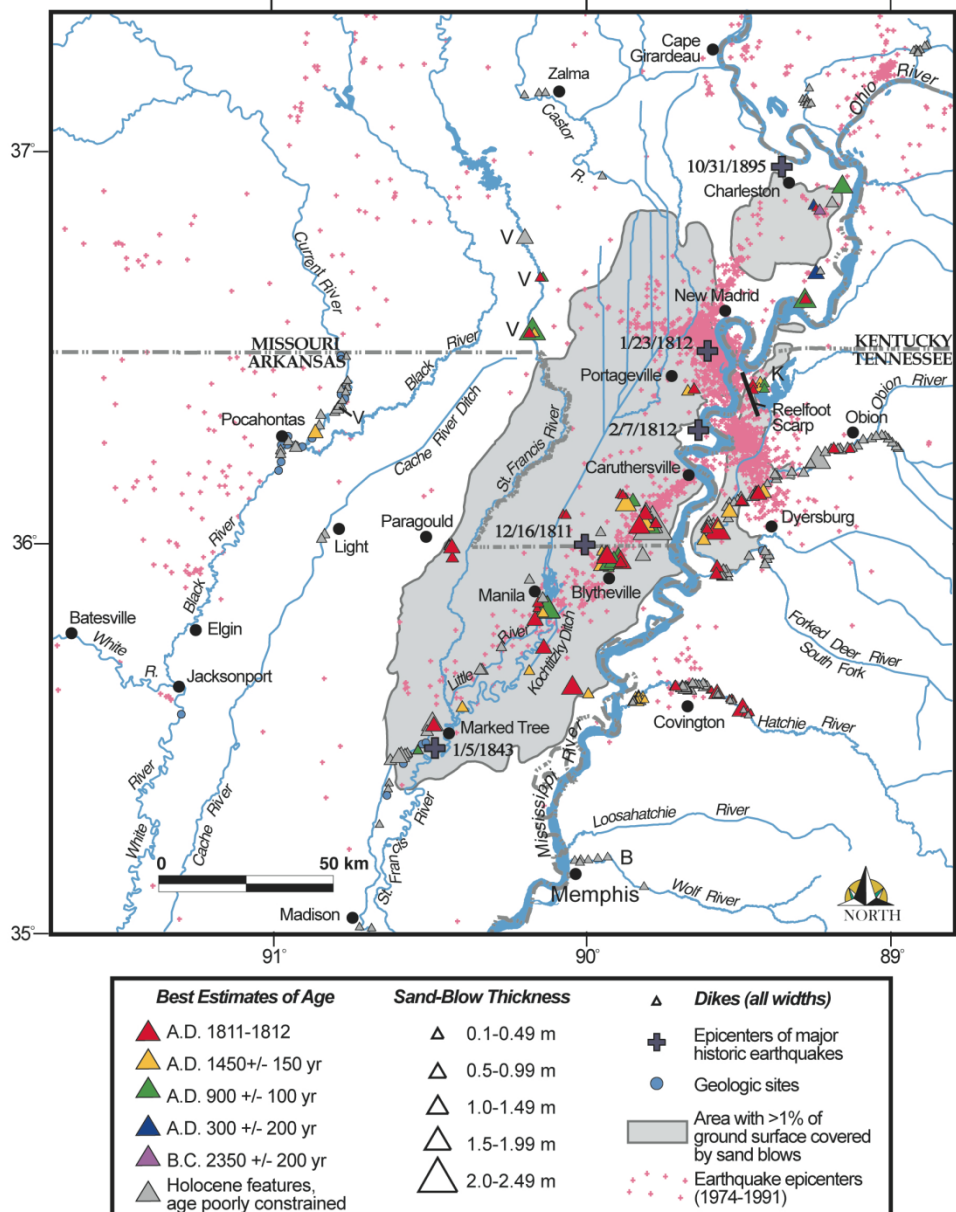 Cape
Girardeau
Zalma
Castor
R.
Ohio
River
37°
10/31/1895
Charleston
V
Current River
V
New Madrid
V
MISSOURI
ARKANSAS
River
Black
1/23/1812
KENTUCKY
TENNESSEE
Portageville
K
Obion River
V
Pocahontas
Cache River Ditch
St. Francis River
Reelfoot
Scarp
Obion
2/7/1812
Caruthersville
12/16/1811
Paragould
Light
Dyersburg
36°
River
Black
Manila
Blytheville
Batesville
White
R.
Elgin
Little
River
Kochtitzky Ditch
Forked Deer River
South Fork
Jacksonport
Covington
Hatchie River
Marked Tree
1/5/1843
Mississippi River
River
White
Cache River
St. Francis
River
Loosahatchie River
B
0 50 km
Memphis
Wolf River
Madison
NORTH
35°
91° 90° 89°
Best Estimates of Age
A.D. 1811-1812
A.D. 1450+/- 150 yr
A.D. 900 +/- 100 yr
A.D. 300 +/- 200 yr
B.C. 2350 +/- 200 yr
Holocene features,
age poorly constrained
Sand-Blow Thickness
0.1-0.49 m
0.5-0.99 m
1.0-1.49 m
1.5-1.99 m
2.0-2.49 m
Dikes (all widths)
Epicenters of major
historic earthquakes
Geologic sites
Area with >1% of
ground surface covered
by sand blows
Earthquake epicenters
(1974-1991)